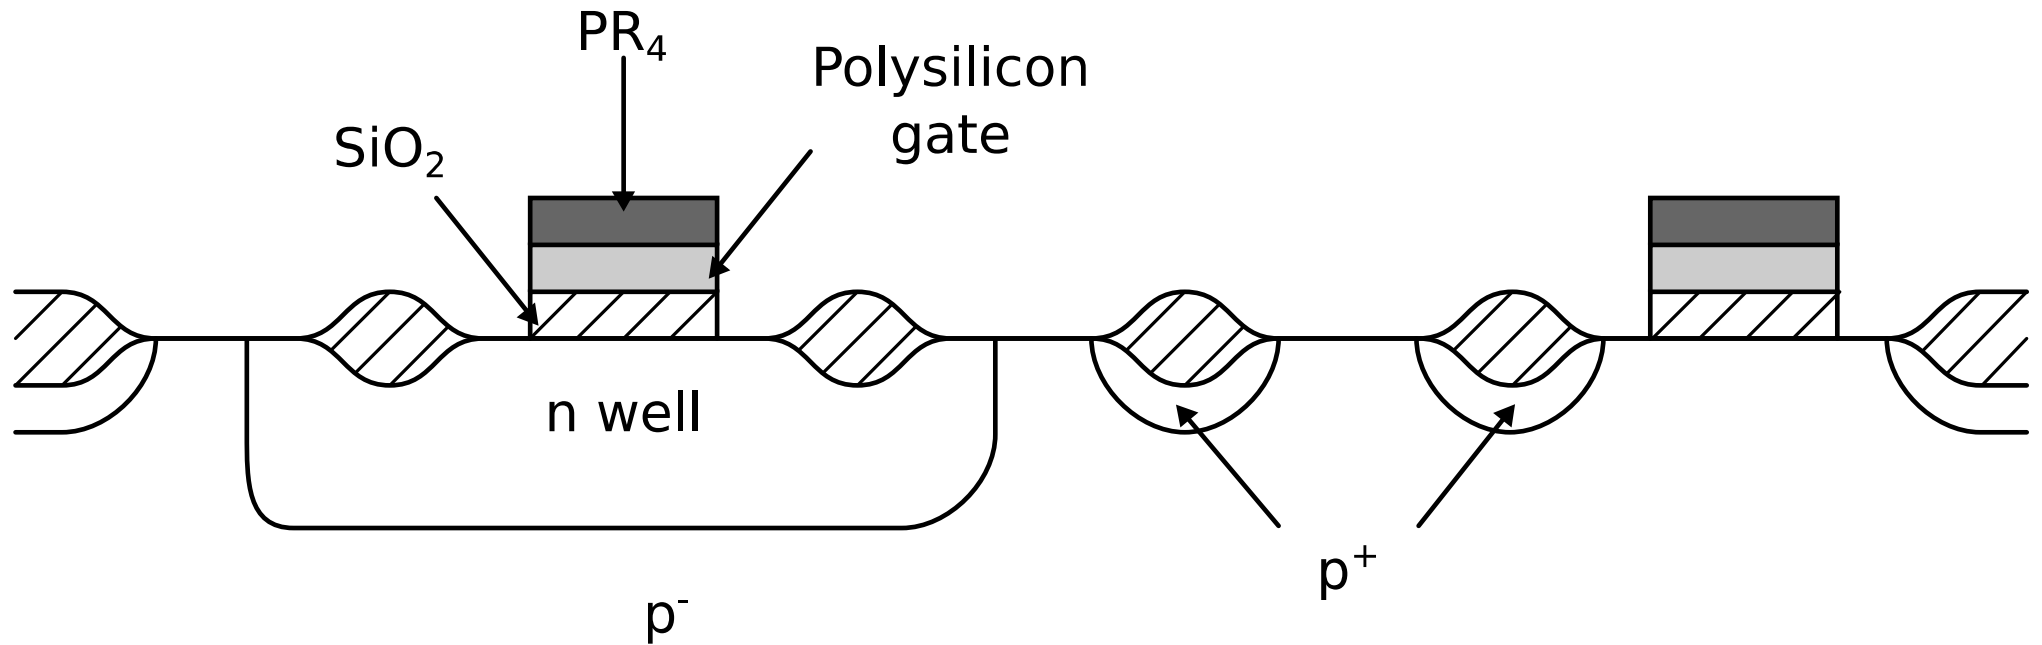 PR₄
Polysilicon
gate
SiO₂
n well
p⁺
p⁻